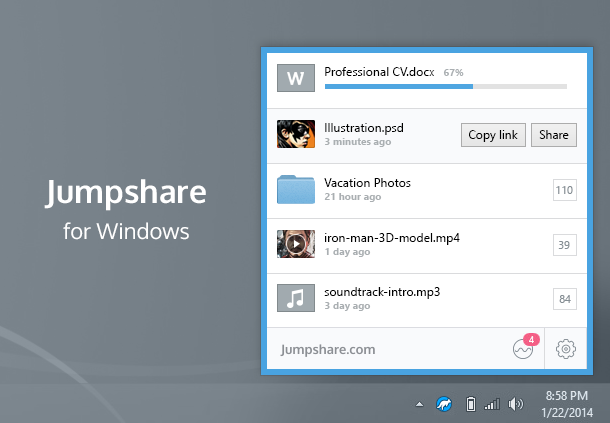 Jumpshare
for Windows
W
Professional CV.docx 67%
Illustration.psd
3 minutes ago
Copy link
Share
Vacation Photos
21 hour ago
110
iron-man-3D-model.mp4
1 day ago
39
soundtrack-intro.mp3
3 day ago
84
Jumpshare.com
4
8:58 PM
1/22/2014